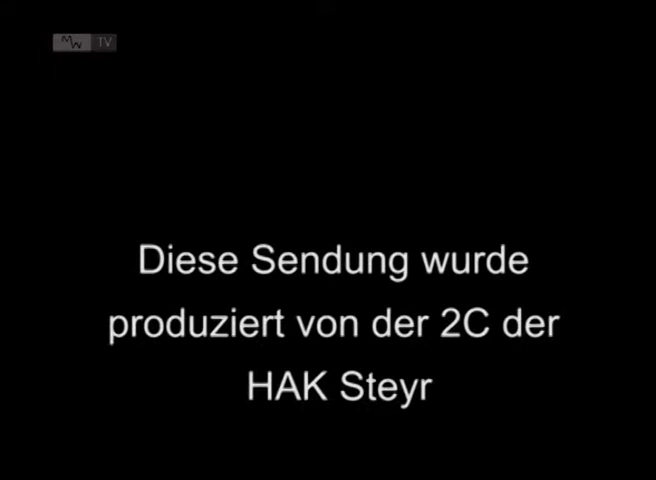 MW TV
Diese Sendung wurde
produziert von der 2C der
HAK Steyr